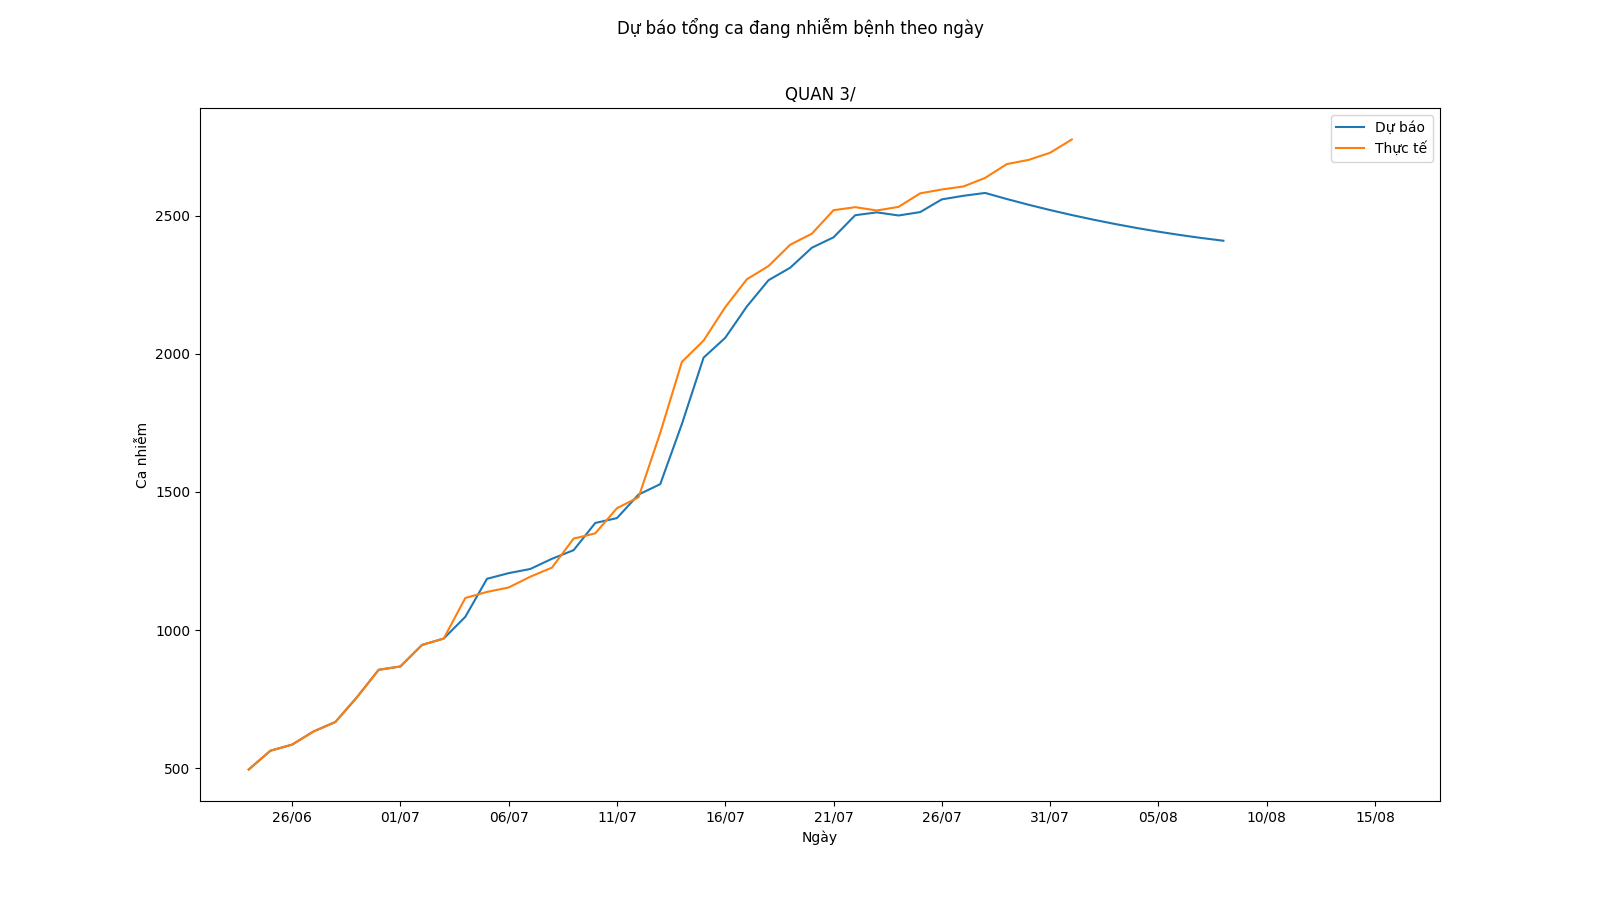 Dự báo tổng ca đang nhiễm bệnh theo ngày
QUAN 3/
Dự báo
Thực tế
Ca nhiễm
2500
2000
1500
1000
500
26/06 01/07 06/07 11/07 16/07 21/07 26/07 31/07 05/08 10/08 15/08
Ngày